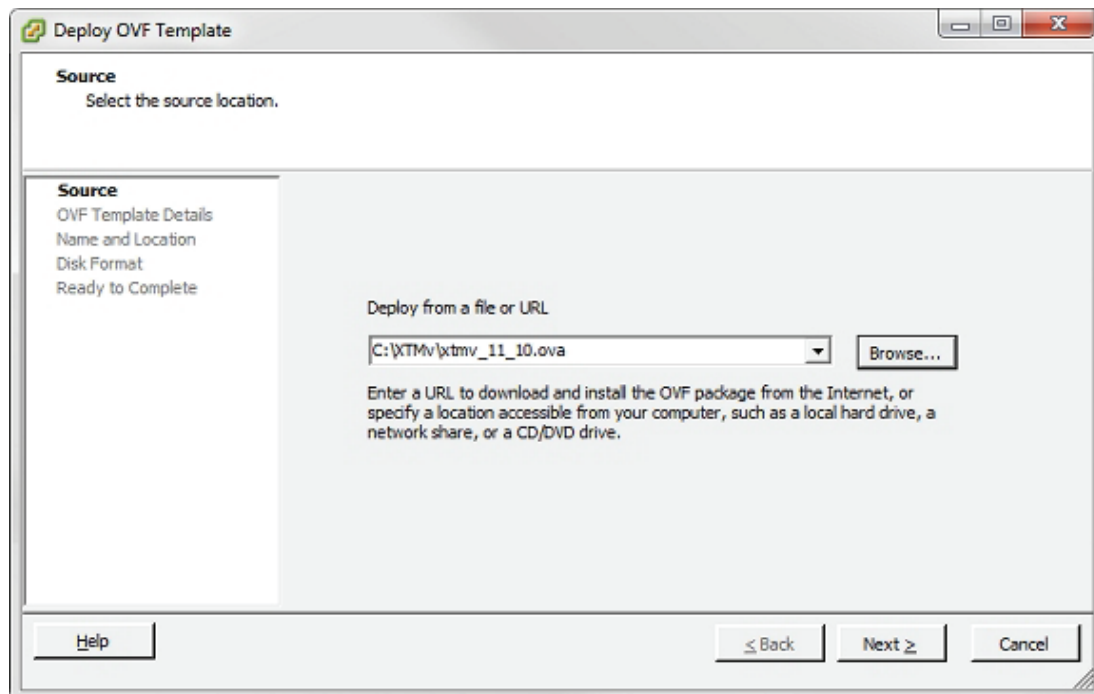 Deploy OVF Template
Source
Select the source location.
Source
OVF Template Details
Name and Location
Disk Format
Ready to Complete
Deploy from a file or URL
C:\XTMv\xtmv_11_10.ova
Browse...
Enter a URL to download and install the OVF package from the Internet, or
specify a location accessible from your computer, such as a local hard drive, a
network share, or a CD/DVD drive.
Help
≤ Back
Next ≥
Cancel